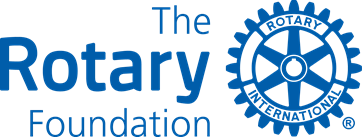 The
Rotary
Foundation
ROTARY
INTERNATIONAL
®